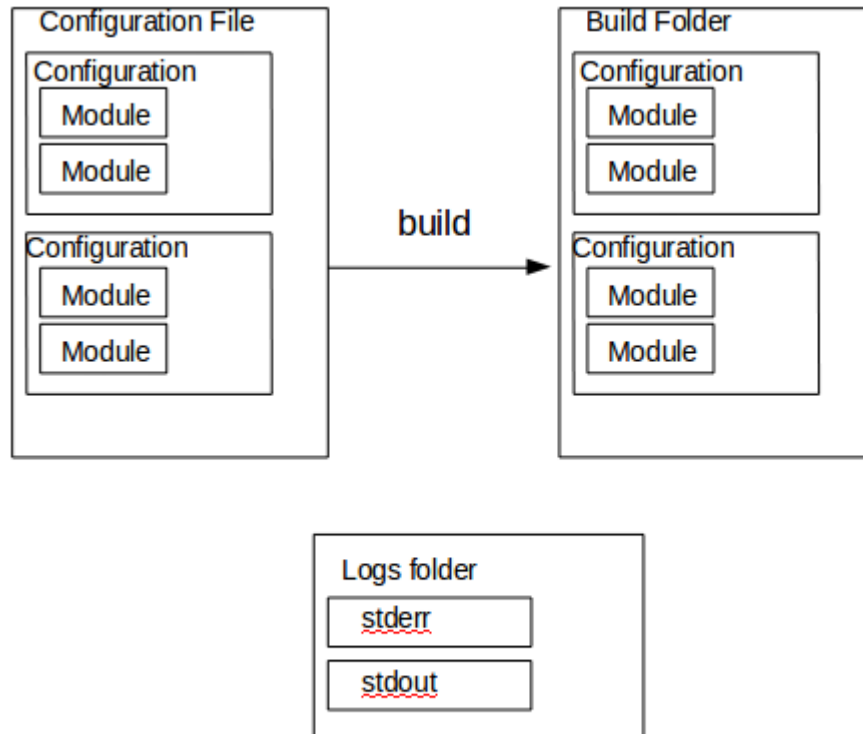 Configuration File
Configuration
Module
Module
Configuration
Module
Module
build
Build Folder
Configuration
Module
Module
Configuration
Module
Module
Logs folder
stderr
stdout